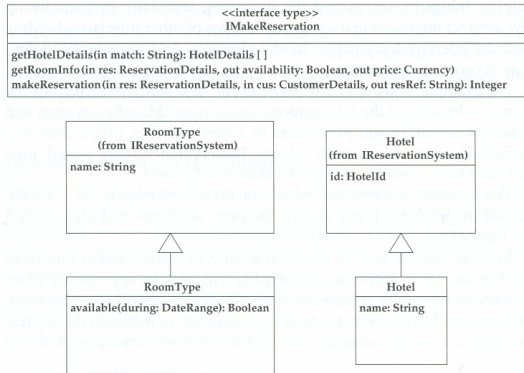 <<interface type>>
IMakeReservation
getHotelDetails(in match: String): HotelDetails [ ]
getRoomInfo(in res: ReservationDetails, out availability: Boolean, out price: Currency)
makeReservation(in res: ReservationDetails, in cus: CustomerDetails, out resRef: String): Integer
RoomType
(from IReservationSystem)
name: String
Hotel
(from IReservationSystem)
id: HotelId
RoomType
available(during: DateRange): Boolean
Hotel
name: String